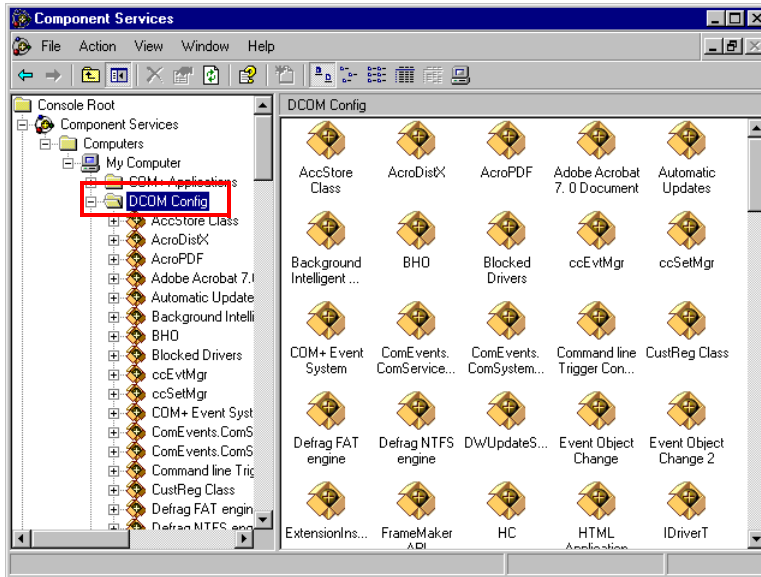 Component Services
File Action View Window Help
Console Root
Component Services
Computers
My Computer
COM+ Applications
DCOM Config
AccStore Class
AcroDistX
AcroPDF
Adobe Acrobat 7.
Automatic Update
Background Intelli
BHO
Blocked Drivers
ccEvtMgr
ccSetMgr
COM+ Event Syst
ComEvents.ComS
ComEvents.ComS
Command line Trig
CustReg Class
Defrag FAT engin
Defrag NTFS eng
DCOM Config
AccStore Class
AcroDistX
AcroPDF
Adobe Acrobat 7. 0 Document
Automatic Updates
Background Intelligent ...
BHO
Blocked Drivers
ccEvtMgr
ccSetMgr
COM+ Event System
ComEvents. ComService...
ComEvents. ComSystem...
Command line Trigger Con...
CustReg Class
Defrag FAT engine
Defrag NTFS engine
DWUpdateS...
Event Object Change
Event Object Change 2
ExtensionIns...
FrameMaker API
HC
HTML Application
IDriverT